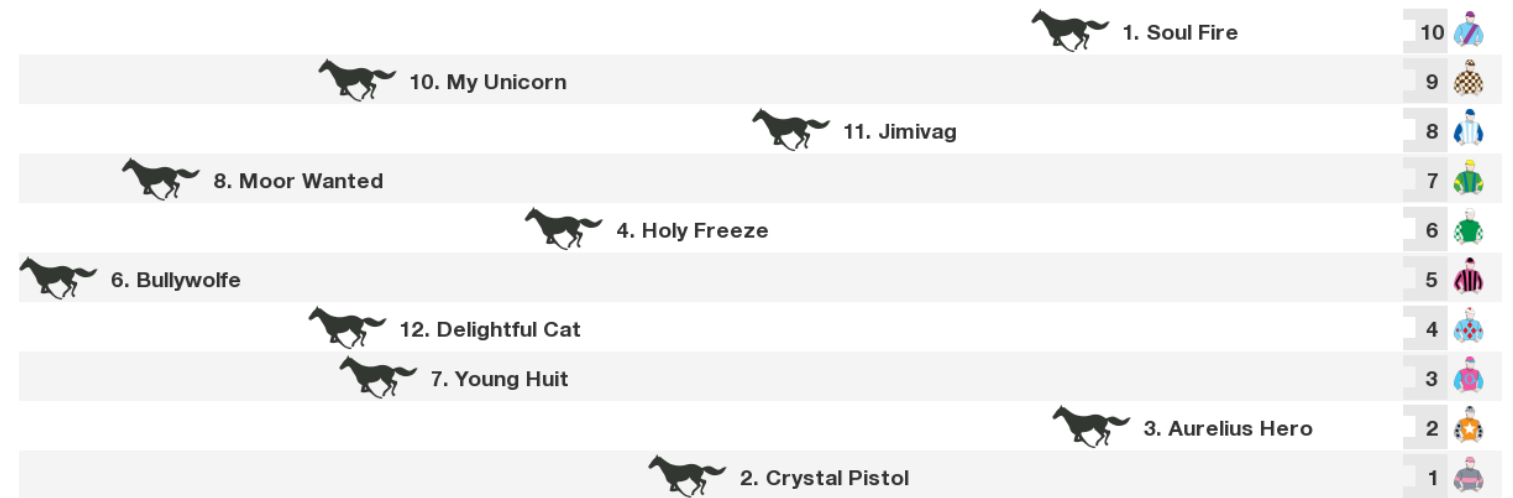 1. Soul Fire 10
10. My Unicorn 9
11. Jimivag 8
8. Moor Wanted 7
4. Holy Freeze 6
6. Bullywolfe 5
12. Delightful Cat 4
7. Young Huit 3
3. Aurelius Hero 2
2. Crystal Pistol 1